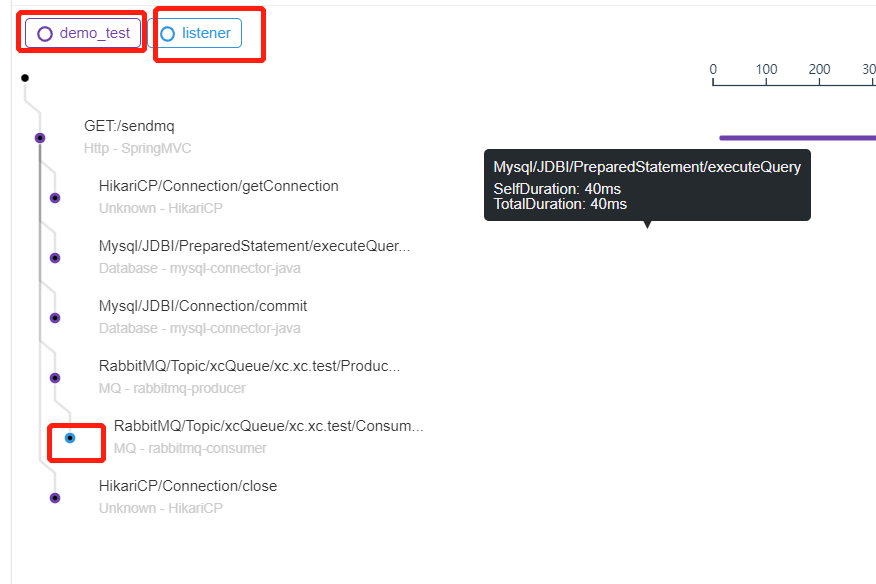 demo_test
listener
0 100 200 30
GET:/sendmq
Http - SpringMVC
HikariCP/Connection/getConnection
Unknown - HikariCP
Mysql/JDBI/PreparedStatement/executeQuery
SelfDuration: 40ms
TotalDuration: 40ms
Mysql/JDBI/PreparedStatement/executeQuer...
Database - mysql-connector-java
Mysql/JDBI/Connection/commit
Database - mysql-connector-java
RabbitMQ/Topic/xcQueue/xc.xc.test/Produc...
MQ - rabbitmq-producer
RabbitMQ/Topic/xcQueue/xc.xc.test/Consum...
MQ - rabbitmq-consumer
HikariCP/Connection/close
Unknown - HikariCP